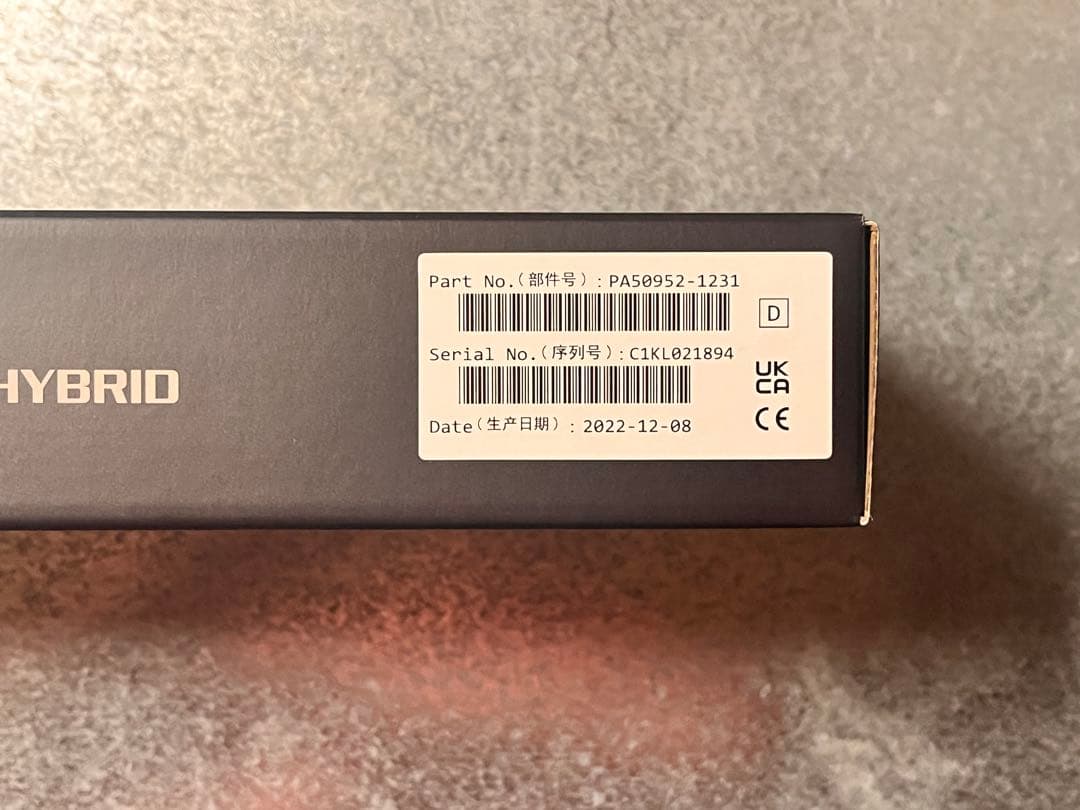 HYBRID
Part No.(部件号):PA50952-1231
D
Serial No.(序列号):C1KL021894
UK
CA
CE
Date(生产日期):2022-12-08